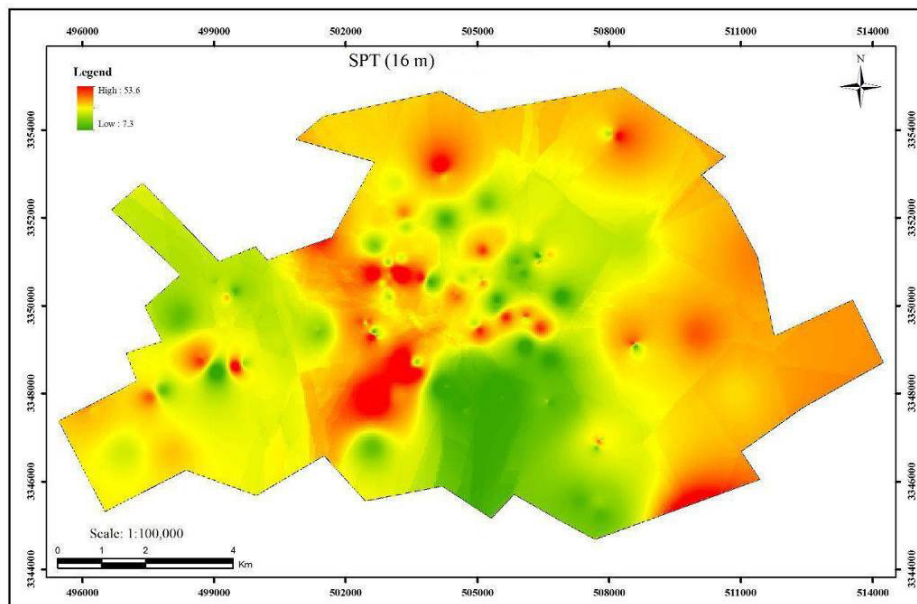 496000 499000 502000 505000 508000 511000 514000
SPT (16 m)
N
Legend
High : 53.6
Low : 7.3
3354000 3354000
3352000 3352000
3350000 3350000
3348000 3348000
3346000 3346000
3344000 3344000
Scale: 1:100,000
0 1 2 4
Km
496000 499000 502000 505000 508000 511000 514000